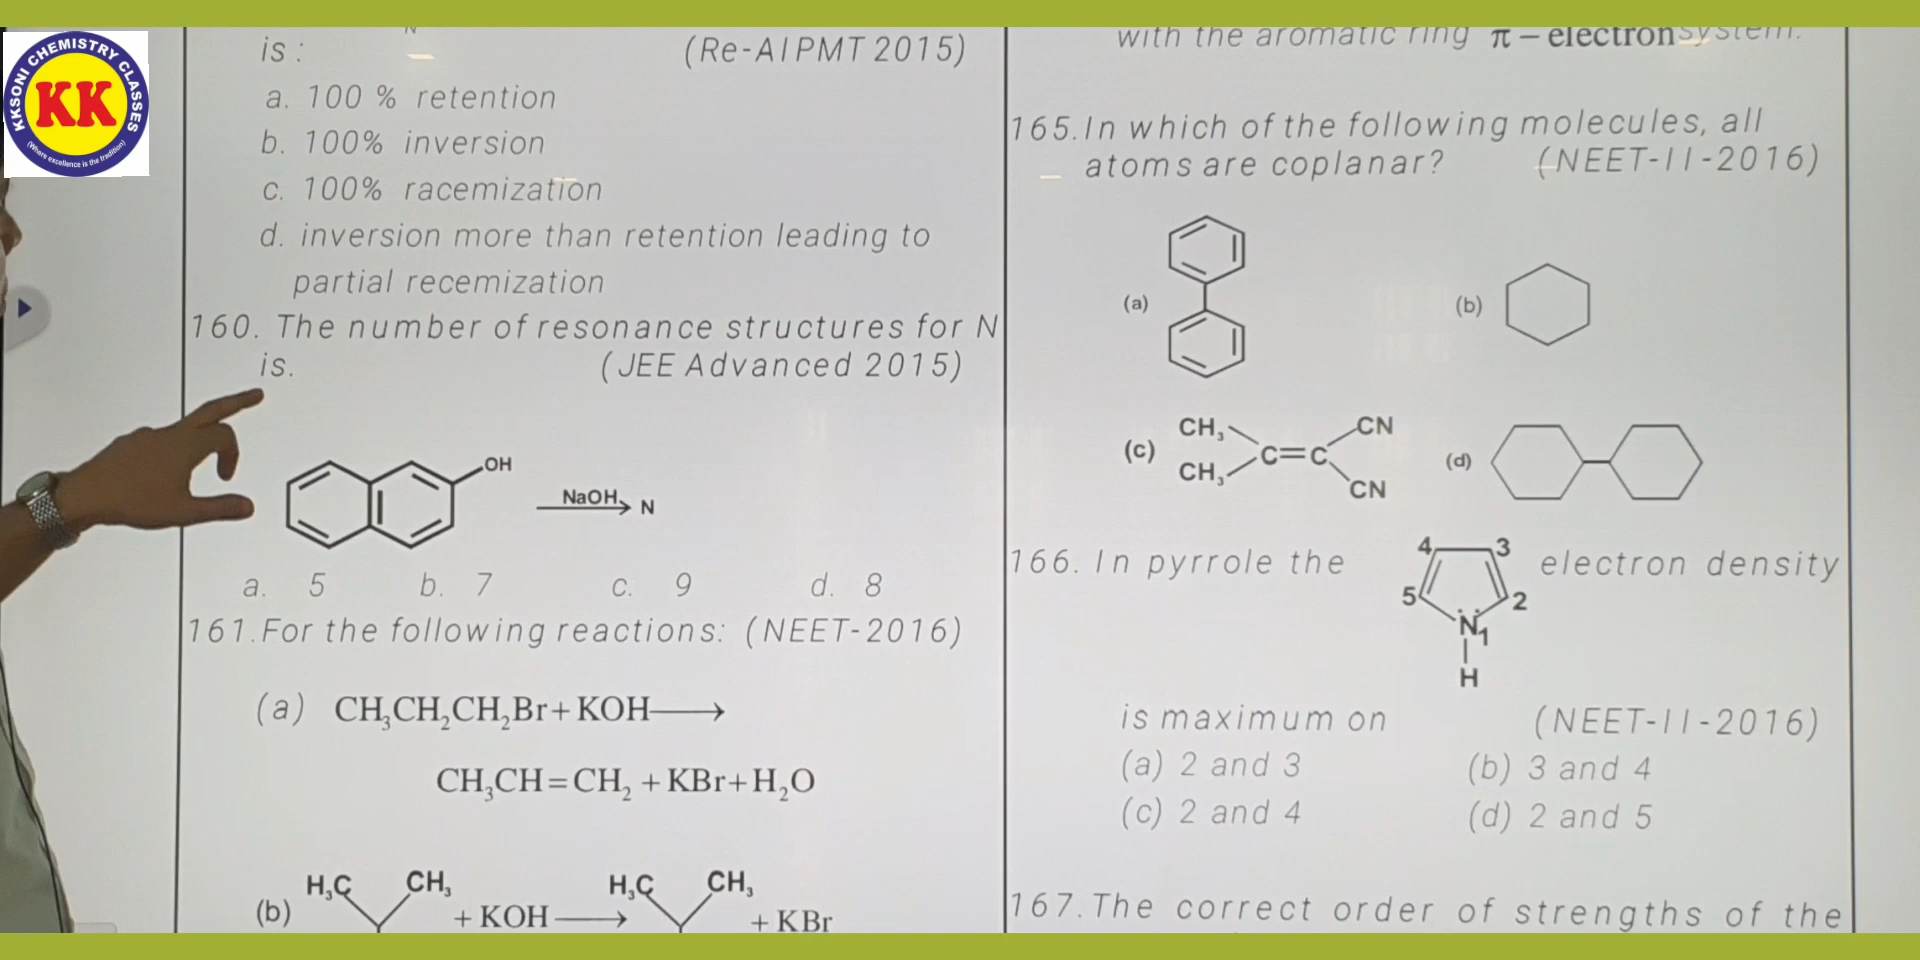 KKSONI CHEMISTRY CLASSES
KK
(Where excellence is the tradition)
N
is : (Re-AIPMT 2015)
a. 100 % retention
b. 100% inversion
c. 100% racemization
d. inversion more than retention leading to
partial recemization
160. The number of resonance structures for N
is. (JEE Advanced 2015)
OH
NaOH N
a. 5 b. 7 c. 9 d. 8
161. For the following reactions: (NEET-2016)
(a) CH₃CH₂CH₂Br + KOH ⟶
CH₃CH=CH₂ + KBr + H₂O
H₃C CH₃ H₃C CH₃
(b) + KOH ⟶ + KBr
with the aromatic ring π – electron system.
165. In which of the following molecules, all
atoms are coplanar? (NEET-II-2016)
(a) (b)
CH₃ CN
(c) C=C (d)
CH₃ CN
4 3
166. In pyrrole the electron density
5 2
N1
H
is maximum on (NEET-II-2016)
(a) 2 and 3 (b) 3 and 4
(c) 2 and 4 (d) 2 and 5
167. The correct order of strengths of the